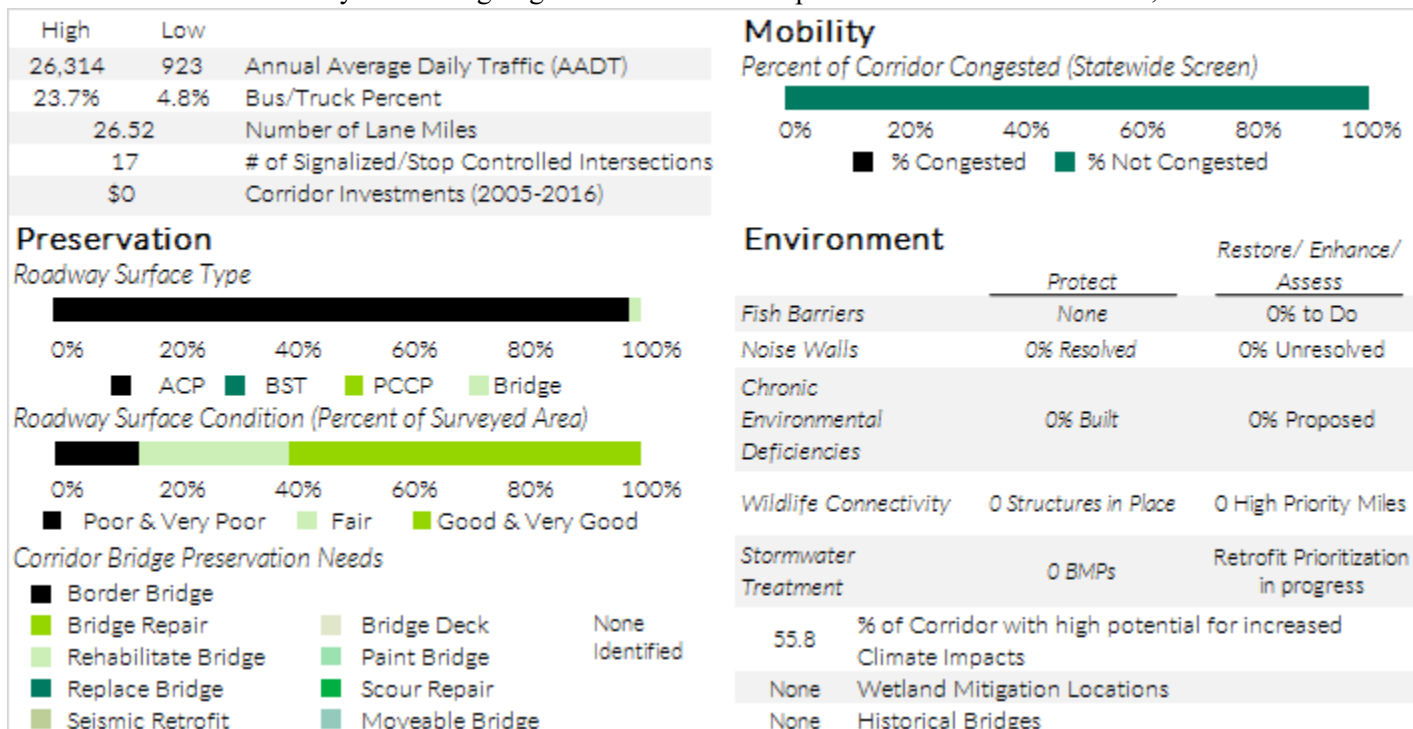 High Low
26,314 923 Annual Average Daily Traffic (AADT)
23.7% 4.8% Bus/Truck Percent
26.52 Number of Lane Miles
17 # of Signalized/Stop Controlled Intersections
$0 Corridor Investments (2005-2016)
Mobility
Percent of Corridor Congested (Statewide Screen)
0% 20% 40% 60% 80% 100%
% Congested % Not Congested
Preservation
Roadway Surface Type
0% 20% 40% 60% 80% 100%
ACP BST PCCP Bridge
Roadway Surface Condition (Percent of Surveyed Area)
0% 20% 40% 60% 80% 100%
Poor & Very Poor Fair Good & Very Good
Corridor Bridge Preservation Needs
Border Bridge
Bridge Repair Bridge Deck None
Rehabilitate Bridge Paint Bridge Identified
Replace Bridge Scour Repair
Seismic Retrofit Moveable Bridge
Environment
Restore/ Enhance/
Protect Assess
Fish Barriers None 0% to Do
Noise Walls 0% Resolved 0% Unresolved
Chronic
Environmental 0% Built 0% Proposed
Deficiencies
Wildlife Connectivity 0 Structures in Place 0 High Priority Miles
Stormwater Retrofit Prioritization
Treatment 0 BMPs in progress
55.8 % of Corridor with high potential for increased
Climate Impacts
None Wetland Mitigation Locations
None Historical Bridges